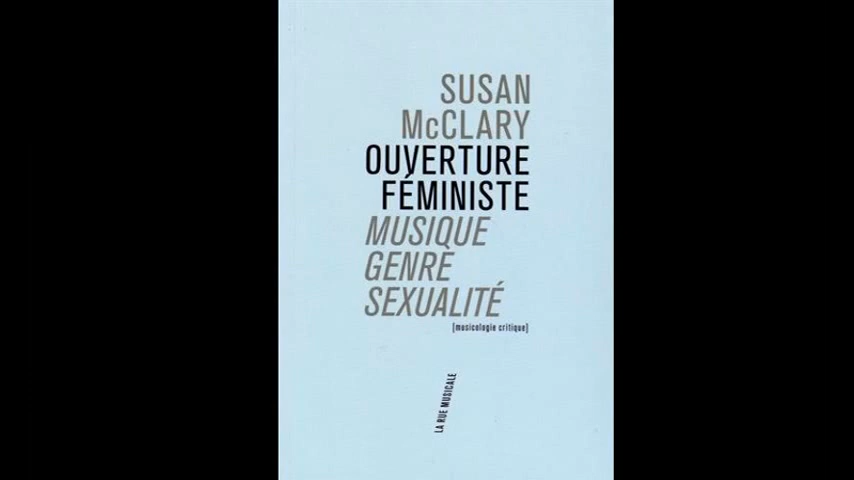 SUSAN
McCLARY
OUVERTURE
FÉMINISTE
MUSIQUE
GENRE
SEXUALITÉ
[musicologie critique]
LA RUE MUSICALE